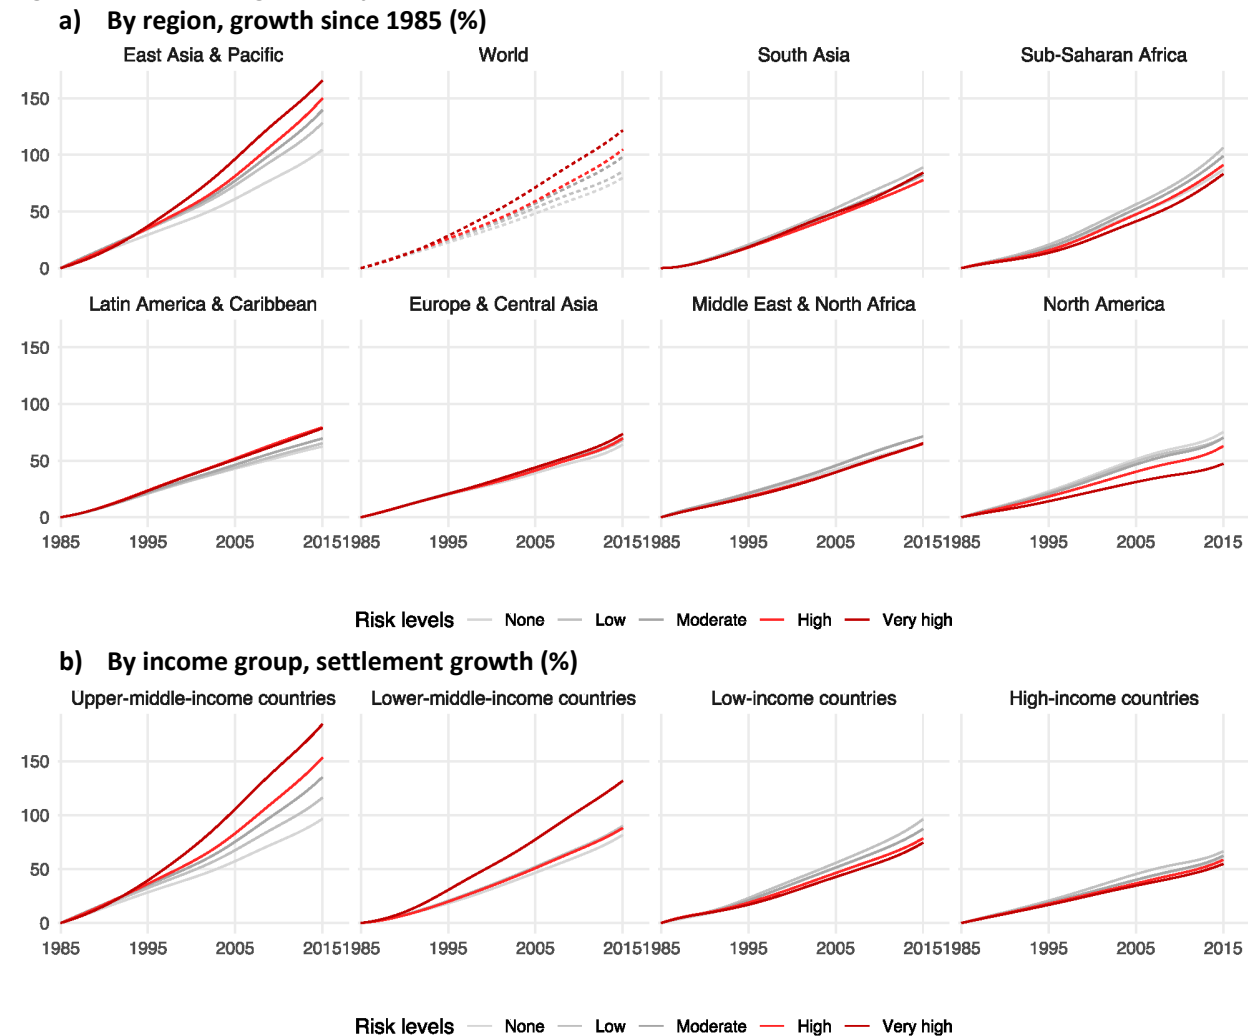 a) By region, growth since 1985 (%)
East Asia & Pacific World South Asia Sub-Saharan Africa
150
100
50
0
Latin America & Caribbean Europe & Central Asia Middle East & North Africa North America
150
100
50
0
1985 1995 2005 20151985 1995 2005 20151985 1995 2005 20151985 1995 2005 2015
Risk levels None Low Moderate High Very high
b) By income group, settlement growth (%)
Upper-middle-income countries Lower-middle-income countries Low-income countries High-income countries
150
100
50
0
1985 1995 2005 20151985 1995 2005 20151985 1995 2005 20151985 1995 2005 2015
Risk levels None Low Moderate High Very high